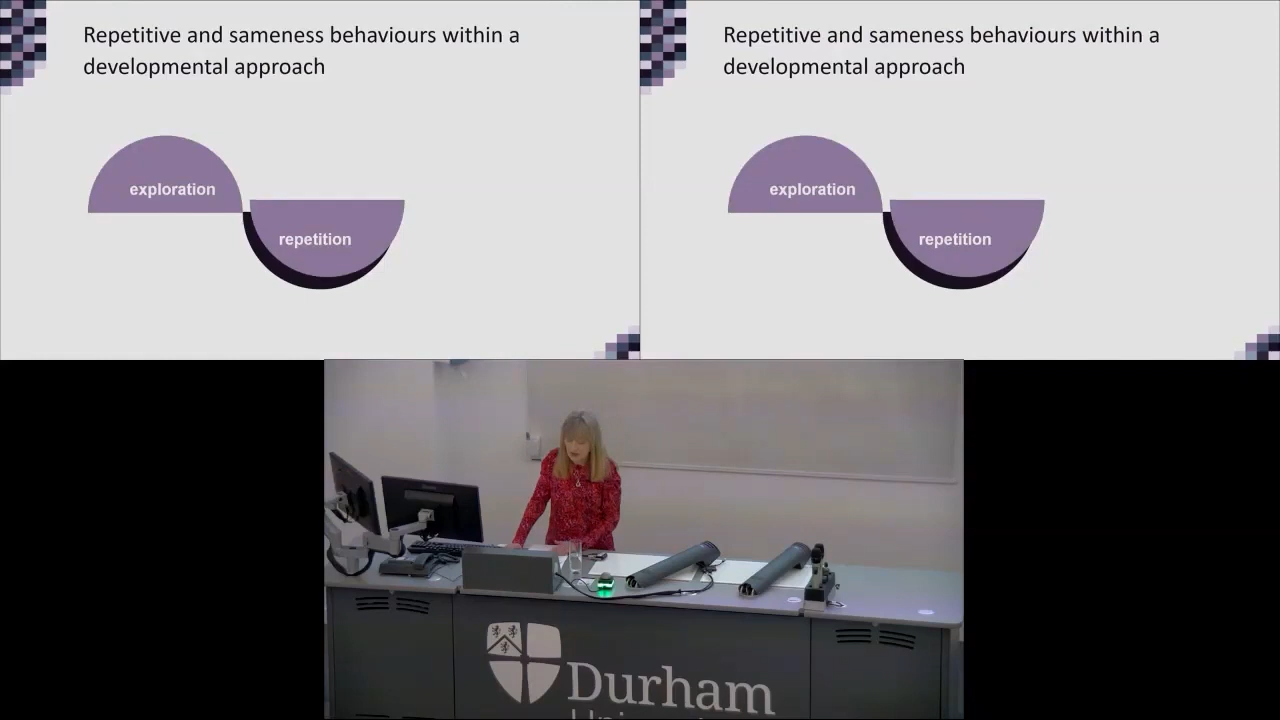 Repetitive and sameness behaviours within a
developmental approach
exploration
repetition
Repetitive and sameness behaviours within a
developmental approach
exploration
repetition
Durham